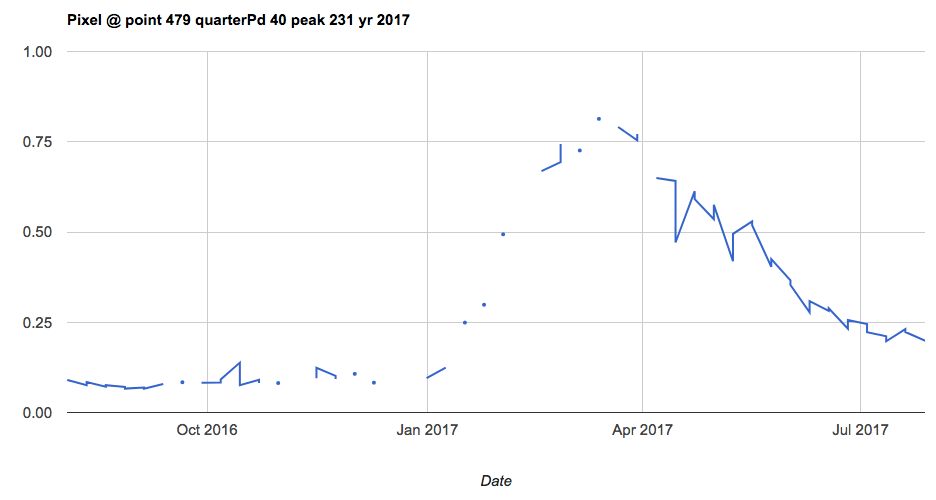 Pixel @ point 479 quarterPd 40 peak 231 yr 2017
1.00
0.75
0.50
0.25
0.00
Oct 2016 Jan 2017 Apr 2017 Jul 2017
Date